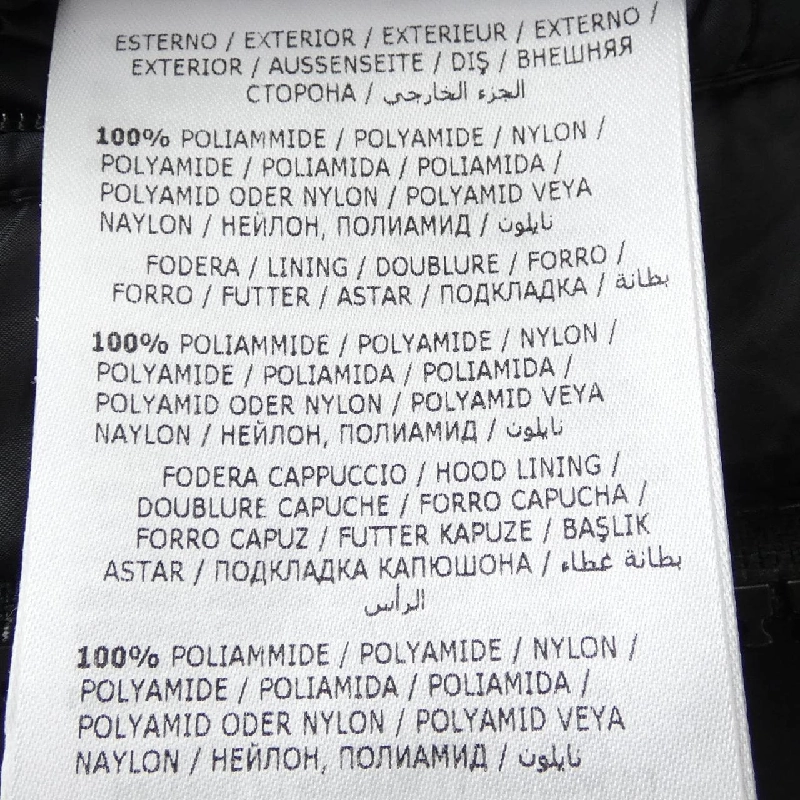 ESTERNO / EXTERIOR / EXTERIEUR / EXTERNO /
EXTERIOR / AUSSENSEITE / DIŞ / ВНЕШНЯЯ
СТОРОНА / الجزء الخارجي
100% POLIAMMIDE / POLYAMIDE / NYLON /
POLYAMIDE / POLIAMIDA / POLIAMIDA /
POLYAMID ODER NYLON / POLYAMID VEYA
NAYLON / НЕЙЛОН, ПОЛИАМИД / نايلون
FODERA / LINING / DOUBLURE / FORRO /
FORRO / FUTTER / ASTAR / ПОДКЛАДКА / بطانة
100% POLIAMMIDE / POLYAMIDE / NYLON /
POLYAMIDE / POLIAMIDA / POLIAMIDA /
POLYAMID ODER NYLON / POLYAMID VEYA
NAYLON / НЕЙЛОН, ПОЛИАМИД / نايلون
FODERA CAPPUCCIO / HOOD LINING /
DOUBLURE CAPUCHE / FORRO CAPUCHA /
FORRO CAPUZ / FUTTER KAPUZE / BAŞLIK
ASTAR / ПОДКЛАДКА КАПЮШОНА / بطانة غطاء
الرأس
100% POLIAMMIDE / POLYAMIDE / NYLON /
POLYAMIDE / POLIAMIDA / POLIAMIDA /
POLYAMID ODER NYLON / POLYAMID VEYA
NAYLON / НЕЙЛОН, ПОЛИАМИД / نايلون